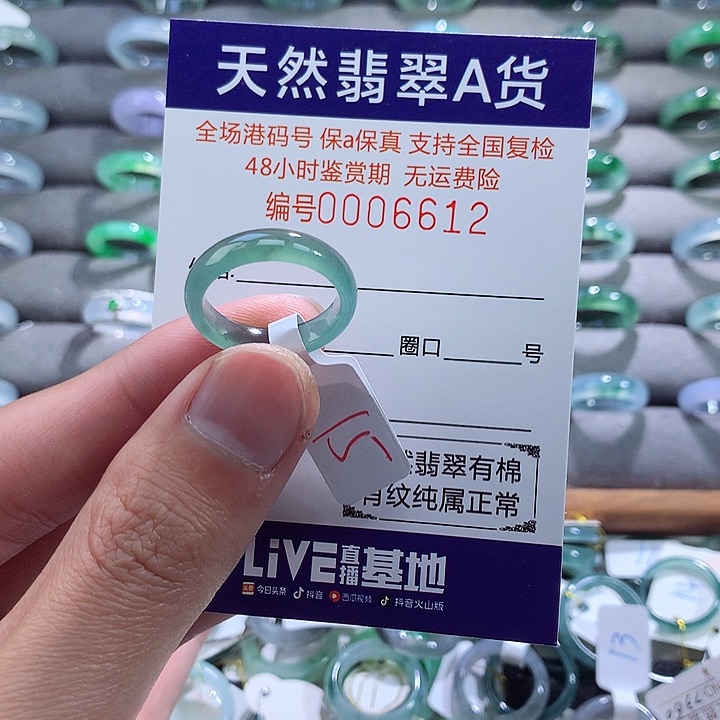 天然翡翠A货
全场港码号 保a保真 支持全国复检
48小时鉴赏期 无运费险
编号0006612
圈口 号
15
翡翠有棉
有纹纯属正常
LiVE直播基地
今日头条 抖音 西瓜视频 抖音火山版
13